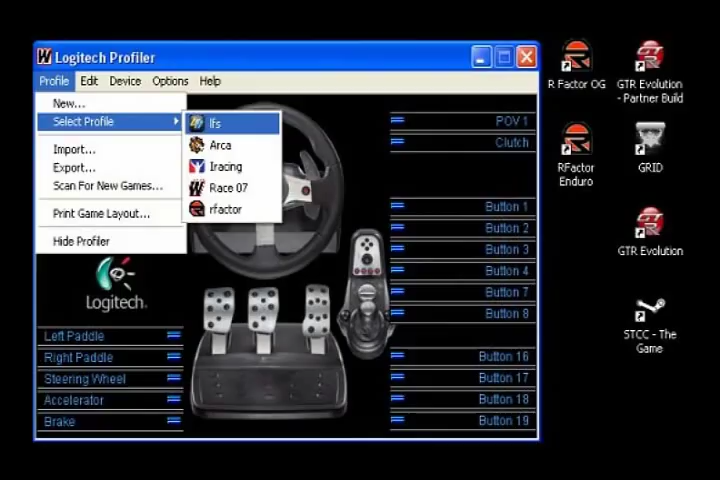 Logitech Profiler
Profile Edit Device Options Help
New...
Select Profile
Import...
Export...
Scan For New Games...
Print Game Layout...
Hide Profiler
lfs
Arca
Iracing
Race 07
rfactor
Logitech
POV 1
Clutch
Button 1
Button 2
Button 3
Button 4
Button 7
Button 8
Button 16
Button 17
Button 18
Button 19
Left Paddle
Right Paddle
Steering Wheel
Accelerator
Brake
R Factor OG
GTR Evolution
- Partner Build
RFactor
Enduro
GRID
GTR Evolution
STCC - The
Game